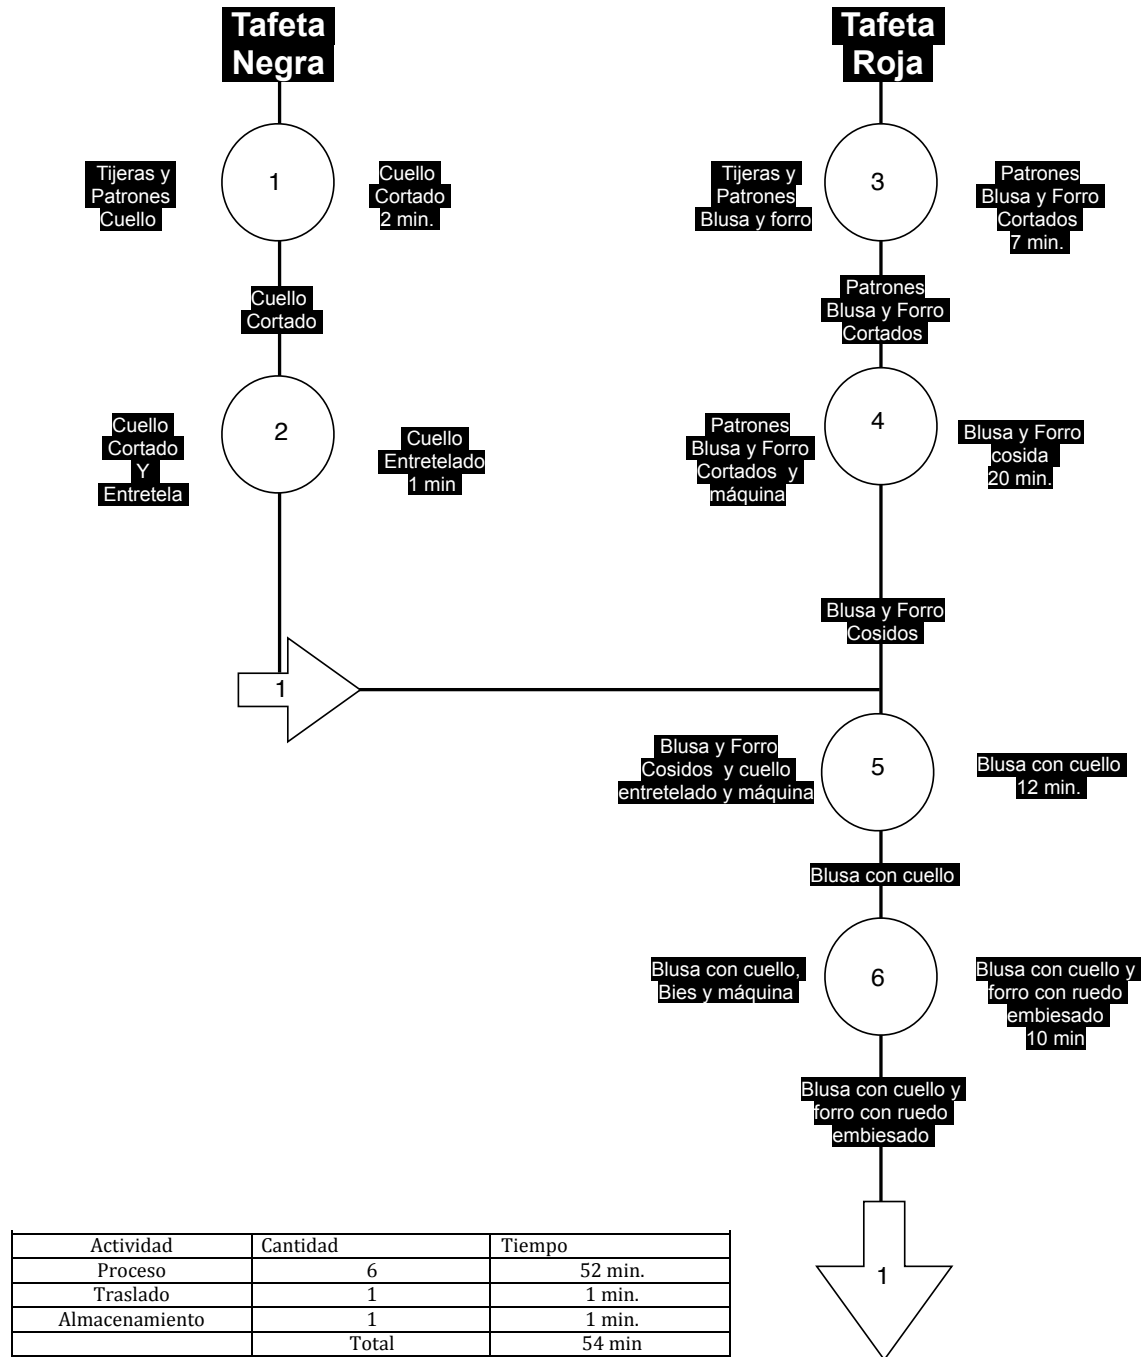 Tafeta
Negra
Tijeras y
Patrones
Cuello
1
Cuello
Cortado
2 min.
Cuello
Cortado
Cuello
Cortado
Y
Entretela
2
Cuello
Entretelado
1 min
1
Tafeta
Roja
Tijeras y
Patrones
Blusa y forro
3
Patrones
Blusa y Forro
Cortados
7 min.
Patrones
Blusa y Forro
Cortados
Patrones
Blusa y Forro
Cortados y
máquina
4
Blusa y Forro
cosida
20 min.
Blusa y Forro
Cosidos
Blusa y Forro
Cosidos y cuello
entretelado y máquina
5
Blusa con cuello
12 min.
Blusa con cuello
Blusa con cuello,
Bies y máquina
6
Blusa con cuello y
forro con ruedo
embiesado
10 min
Blusa con cuello y
forro con ruedo
embiesado
1
Actividad Cantidad Tiempo
Proceso 6 52 min.
Traslado 1 1 min.
Almacenamiento 1 1 min.
Total 54 min